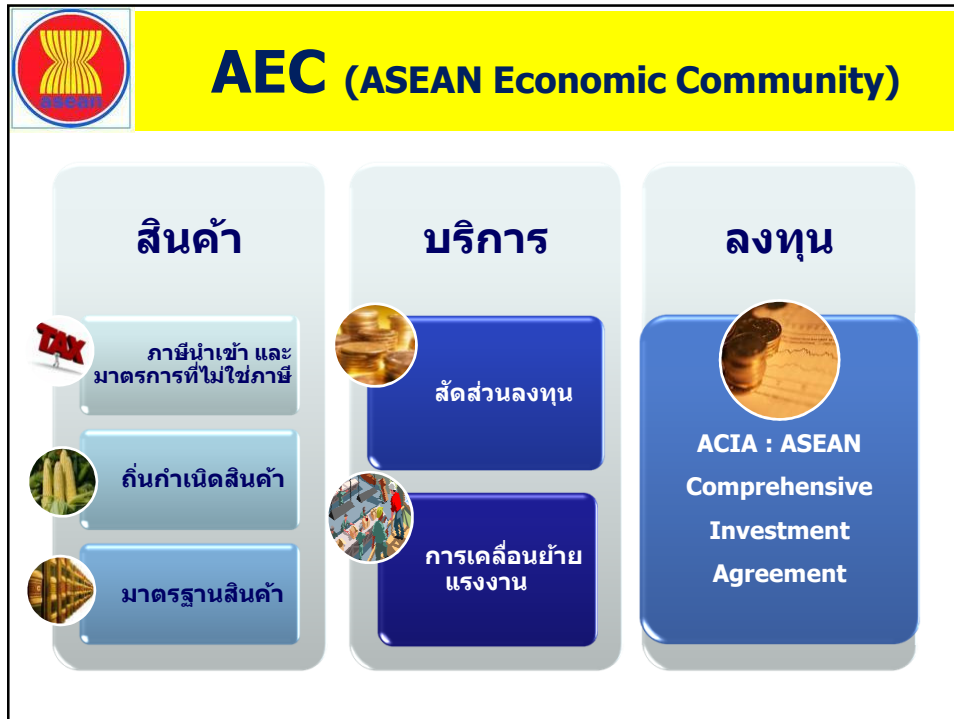 asean
AEC (ASEAN Economic Community)
สินค้า
TAX
ภาษีนำเข้า และ
มาตรการที่ไม่ใช่ภาษี
ถิ่นกำเนิดสินค้า
มาตรฐานสินค้า
บริการ
สัดส่วนลงทุน
การเคลื่อนย้าย
แรงงาน
ลงทุน
ACIA : ASEAN
Comprehensive
Investment
Agreement